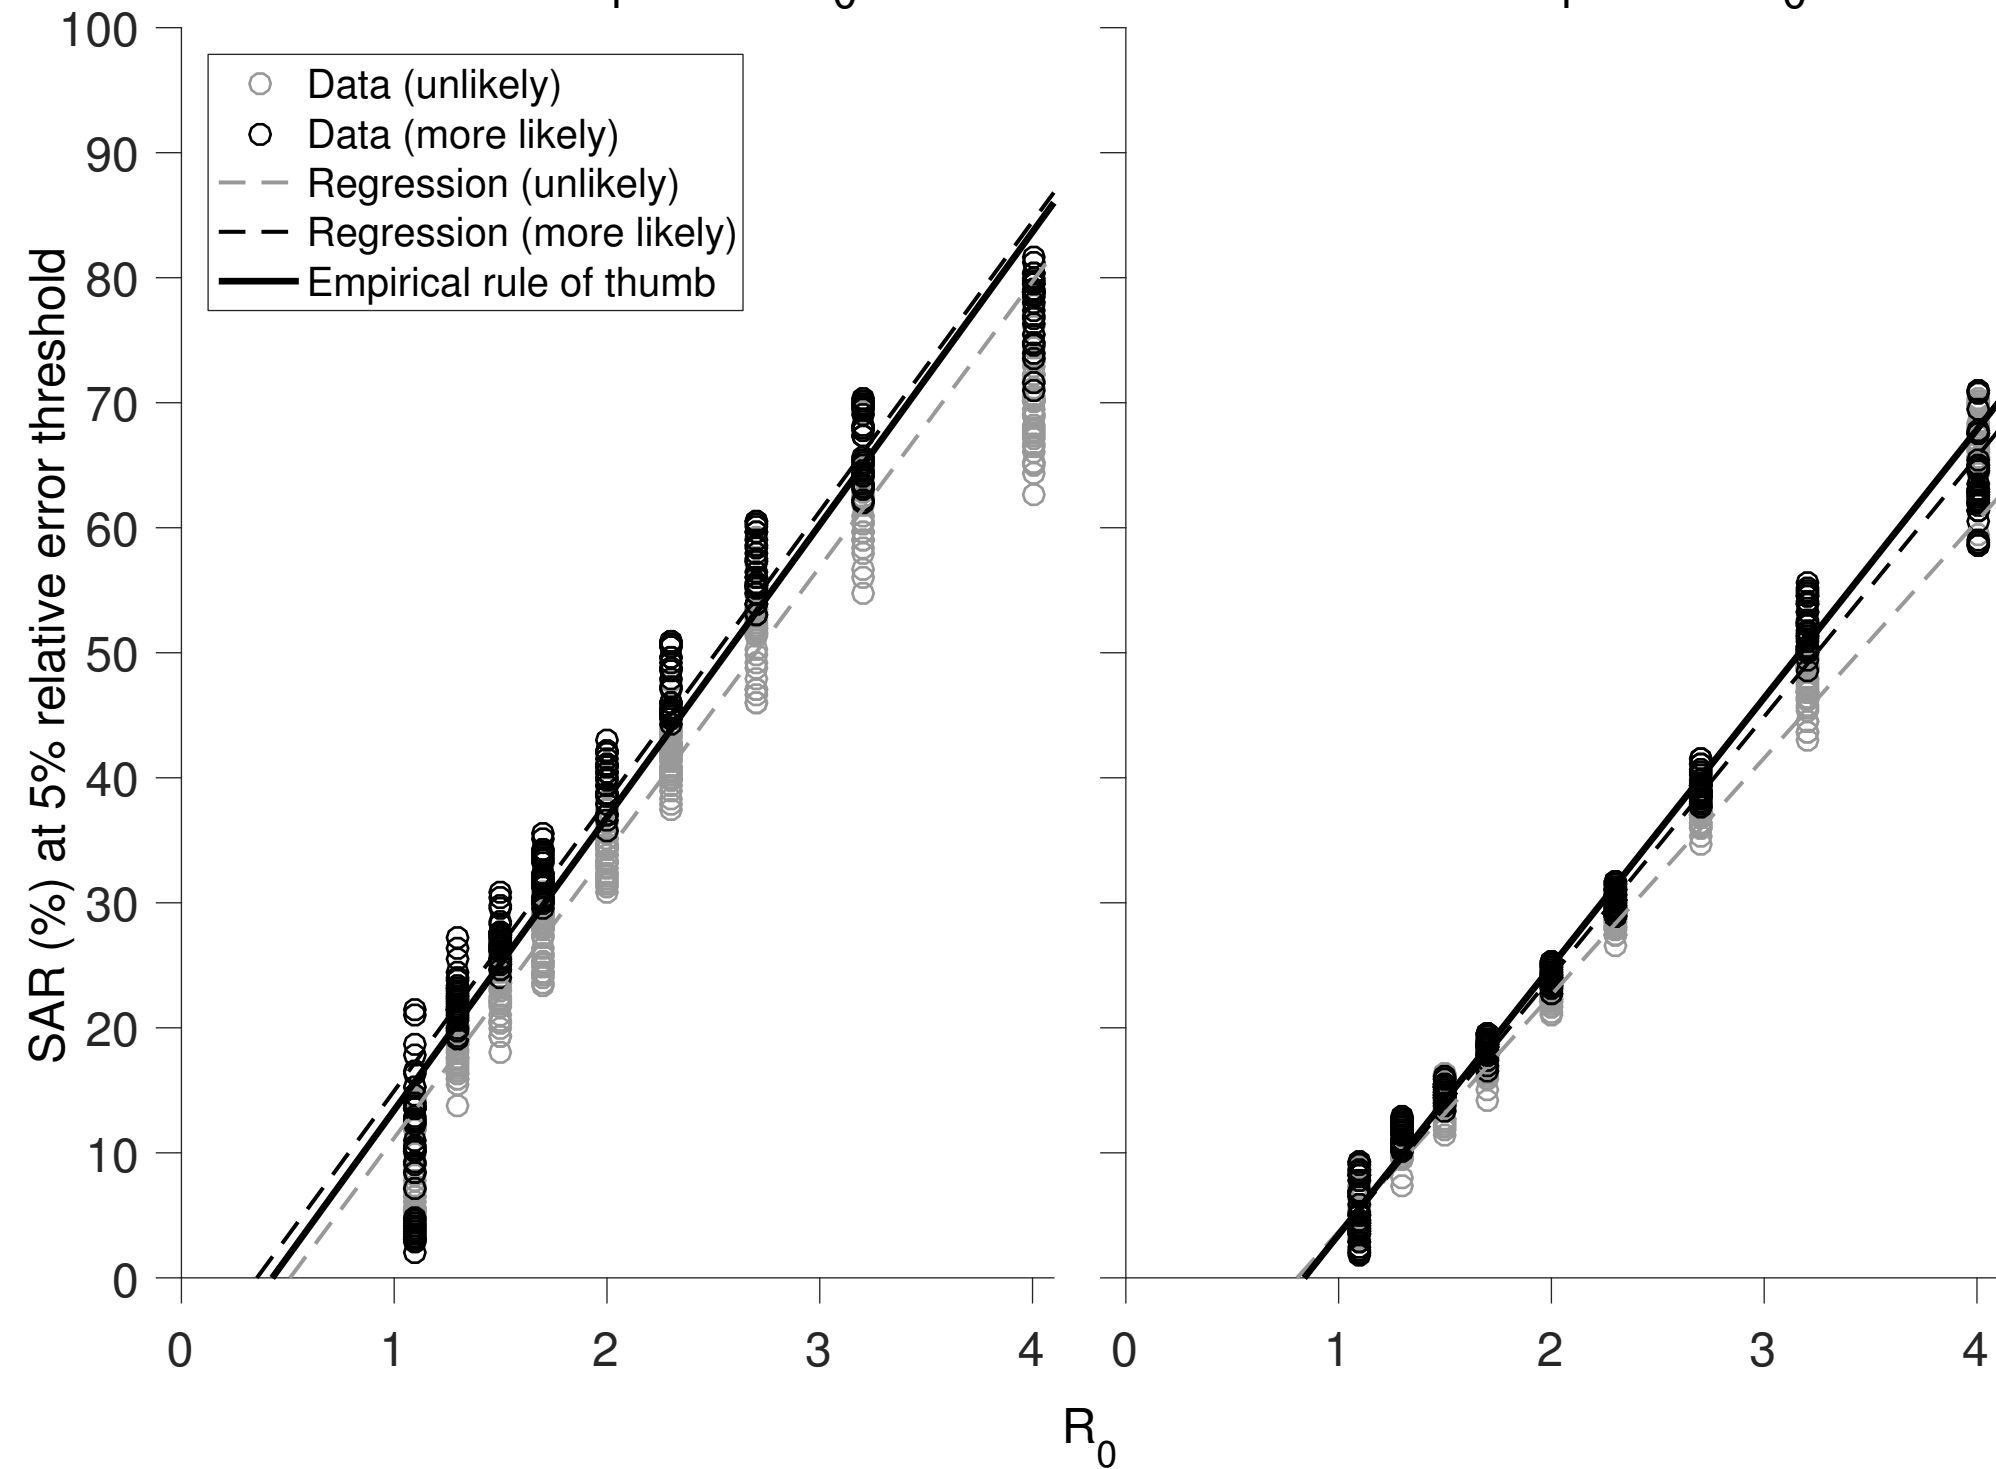 100
90
80
70
60
50
40
30
20
10
0
SAR (%) at 5% relative error threshold
Data (unlikely)
Data (more likely)
Regression (unlikely)
Regression (more likely)
Empirical rule of thumb
0 1 2 3 4
0 1 2 3 4
R0